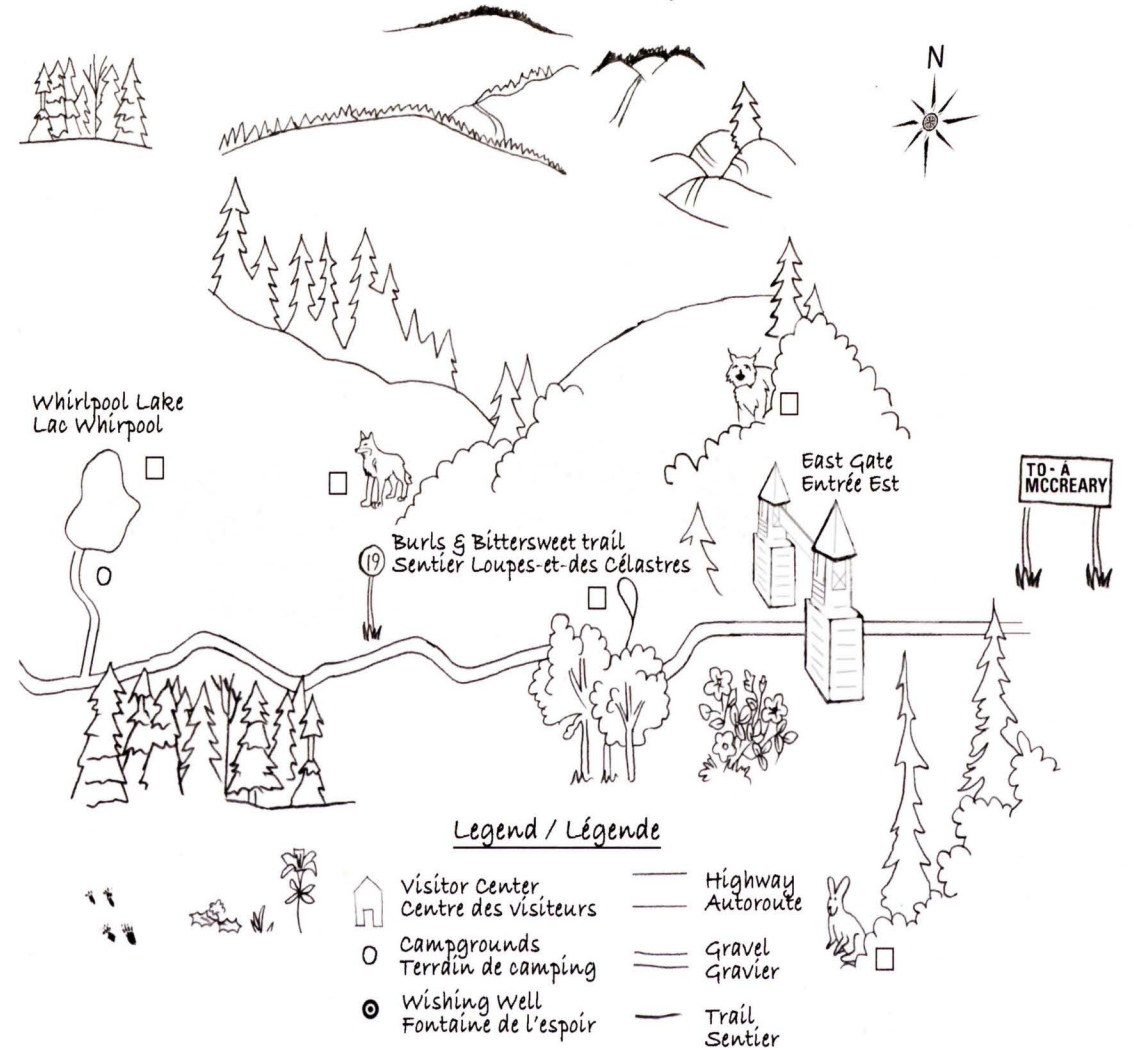 N
Whirlpool Lake
Lac Whirpool
East Gate
Entrée Est
TO - À
MCCREARY
19
Burls & Bittersweet trail
Sentier Loupes-et-des Célastres
Legend / Légende
Visitor Center
Centre des visiteurs
Campgrounds
Terrain de camping
Wishing Well
Fontaine de l'espoir
Highway
Autoroute
Gravel
Gravier
Trail
Sentier